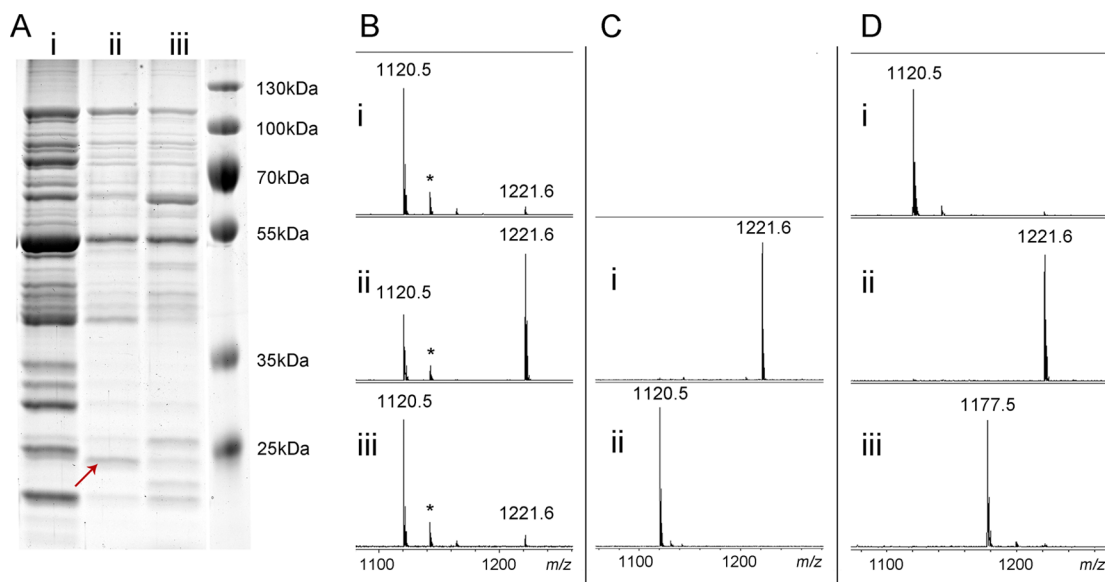 A
i ii iii
130kDa
100kDa
70kDa
55kDa
35kDa
25kDa
B
1120.5
i
*
1221.6
1221.6
ii
1120.5
*
1120.5
iii
*
1221.6
1100 1200 m/z
C
1221.6
i
1120.5
ii
1100 1200 m/z
D
1120.5
i
1221.6
ii
1177.5
iii
1100 1200 m/z